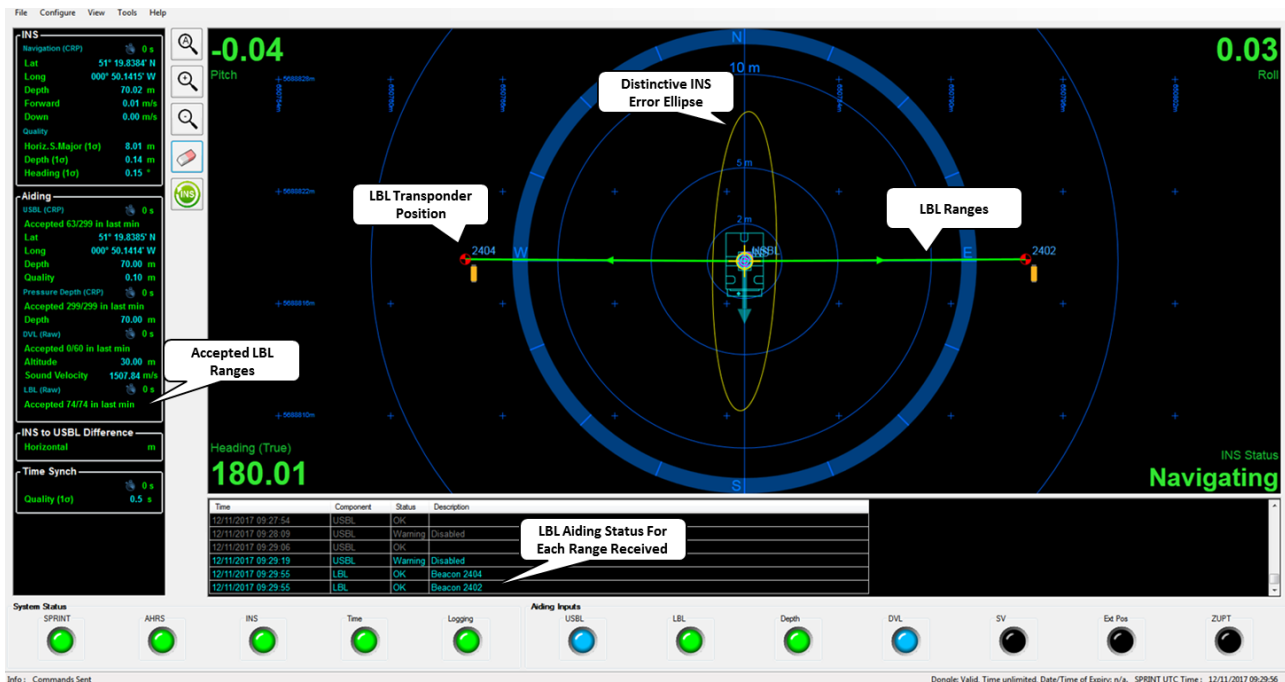 File Configure View Tools Help
INS
Navigation (CRP) 0 s
Lat 51° 19.8384' N
Long 000° 50.1415' W
Depth 70.02 m
Forward 0.01 m/s
Down 0.00 m/s
Quality
Horiz.S.Major (1σ) 8.01 m
Depth (1σ) 0.14 m
Heading (1σ) 0.15 °
Aiding
USBL (CRP) 0 s
Accepted 63/299 in last min
Lat 51° 19.8385' N
Long 000° 50.1414' W
Depth 70.00 m
Quality 0.10 m
Pressure Depth (CRP) 0 s
Accepted 299/299 in last min
Depth 70.00 m
DVL (Raw) 0 s
Accepted 0/60 in last min
Altitude 30.00 m
Sound Velocity 1507.84 m/s
LBL (Raw) 0 s
Accepted 74/74 in last min
INS to USBL Difference
Horizontal m
Time Synch
0 s
Quality (1σ) 0.5 s
A
INS
-0.04
Pitch
0.03
Roll
N
10 m
5 m
2 m
W
E
S
5688828m
5688822m
5688816m
5688810m
2404
2402
Distinctive INS
Error Ellipse
LBL Transponder
Position
LBL Ranges
Accepted LBL
Ranges
Heading (True)
180.01
INS Status
Navigating
Time Component Status Description
12/11/2017 09:27:54 USBL OK
12/11/2017 09:28:09 USBL Warning Disabled
12/11/2017 09:29:06 USBL OK
12/11/2017 09:29:19 USBL Warning Disabled
12/11/2017 09:29:55 LBL OK Beacon 2404
12/11/2017 09:29:55 LBL OK Beacon 2402
LBL Aiding Status For
Each Range Received
System Status
SPRINT AHRS INS Time Logging
Aiding Inputs
USBL LBL Depth DVL SV Ext Pos ZUPT
Info : Commands Sent
Dongle: Valid. Time unlimited. Date/Time of Expiry: n/a. SPRINT UTC Time : 12/11/2017 09:29:56